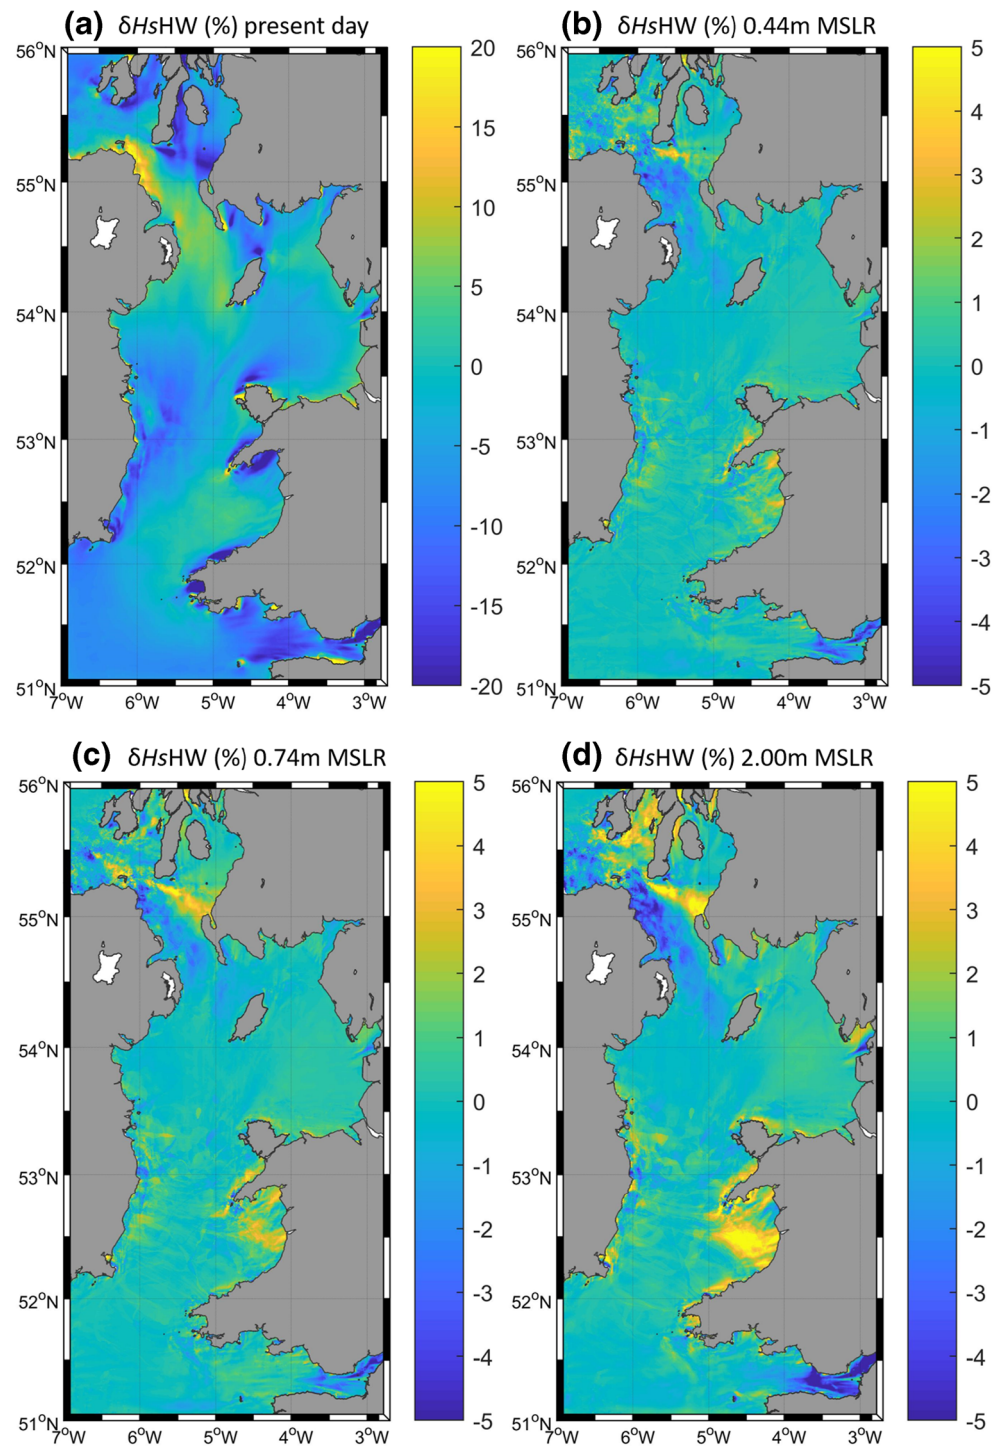 (a) δHsHW (%) present day
56°N
55°N
54°N
53°N
52°N
51°N
7°W 6°W 5°W 4°W 3°W
20
15
10
5
0
-5
-10
-15
-20
(b) δHsHW (%) 0.44m MSLR
56°N
55°N
54°N
53°N
52°N
51°N
7°W 6°W 5°W 4°W 3°W
5
4
3
2
1
0
-1
-2
-3
-4
-5
(c) δHsHW (%) 0.74m MSLR
56°N
55°N
54°N
53°N
52°N
51°N
7°W 6°W 5°W 4°W 3°W
5
4
3
2
1
0
-1
-2
-3
-4
-5
(d) δHsHW (%) 2.00m MSLR
56°N
55°N
54°N
53°N
52°N
51°N
7°W 6°W 5°W 4°W 3°W
5
4
3
2
1
0
-1
-2
-3
-4
-5